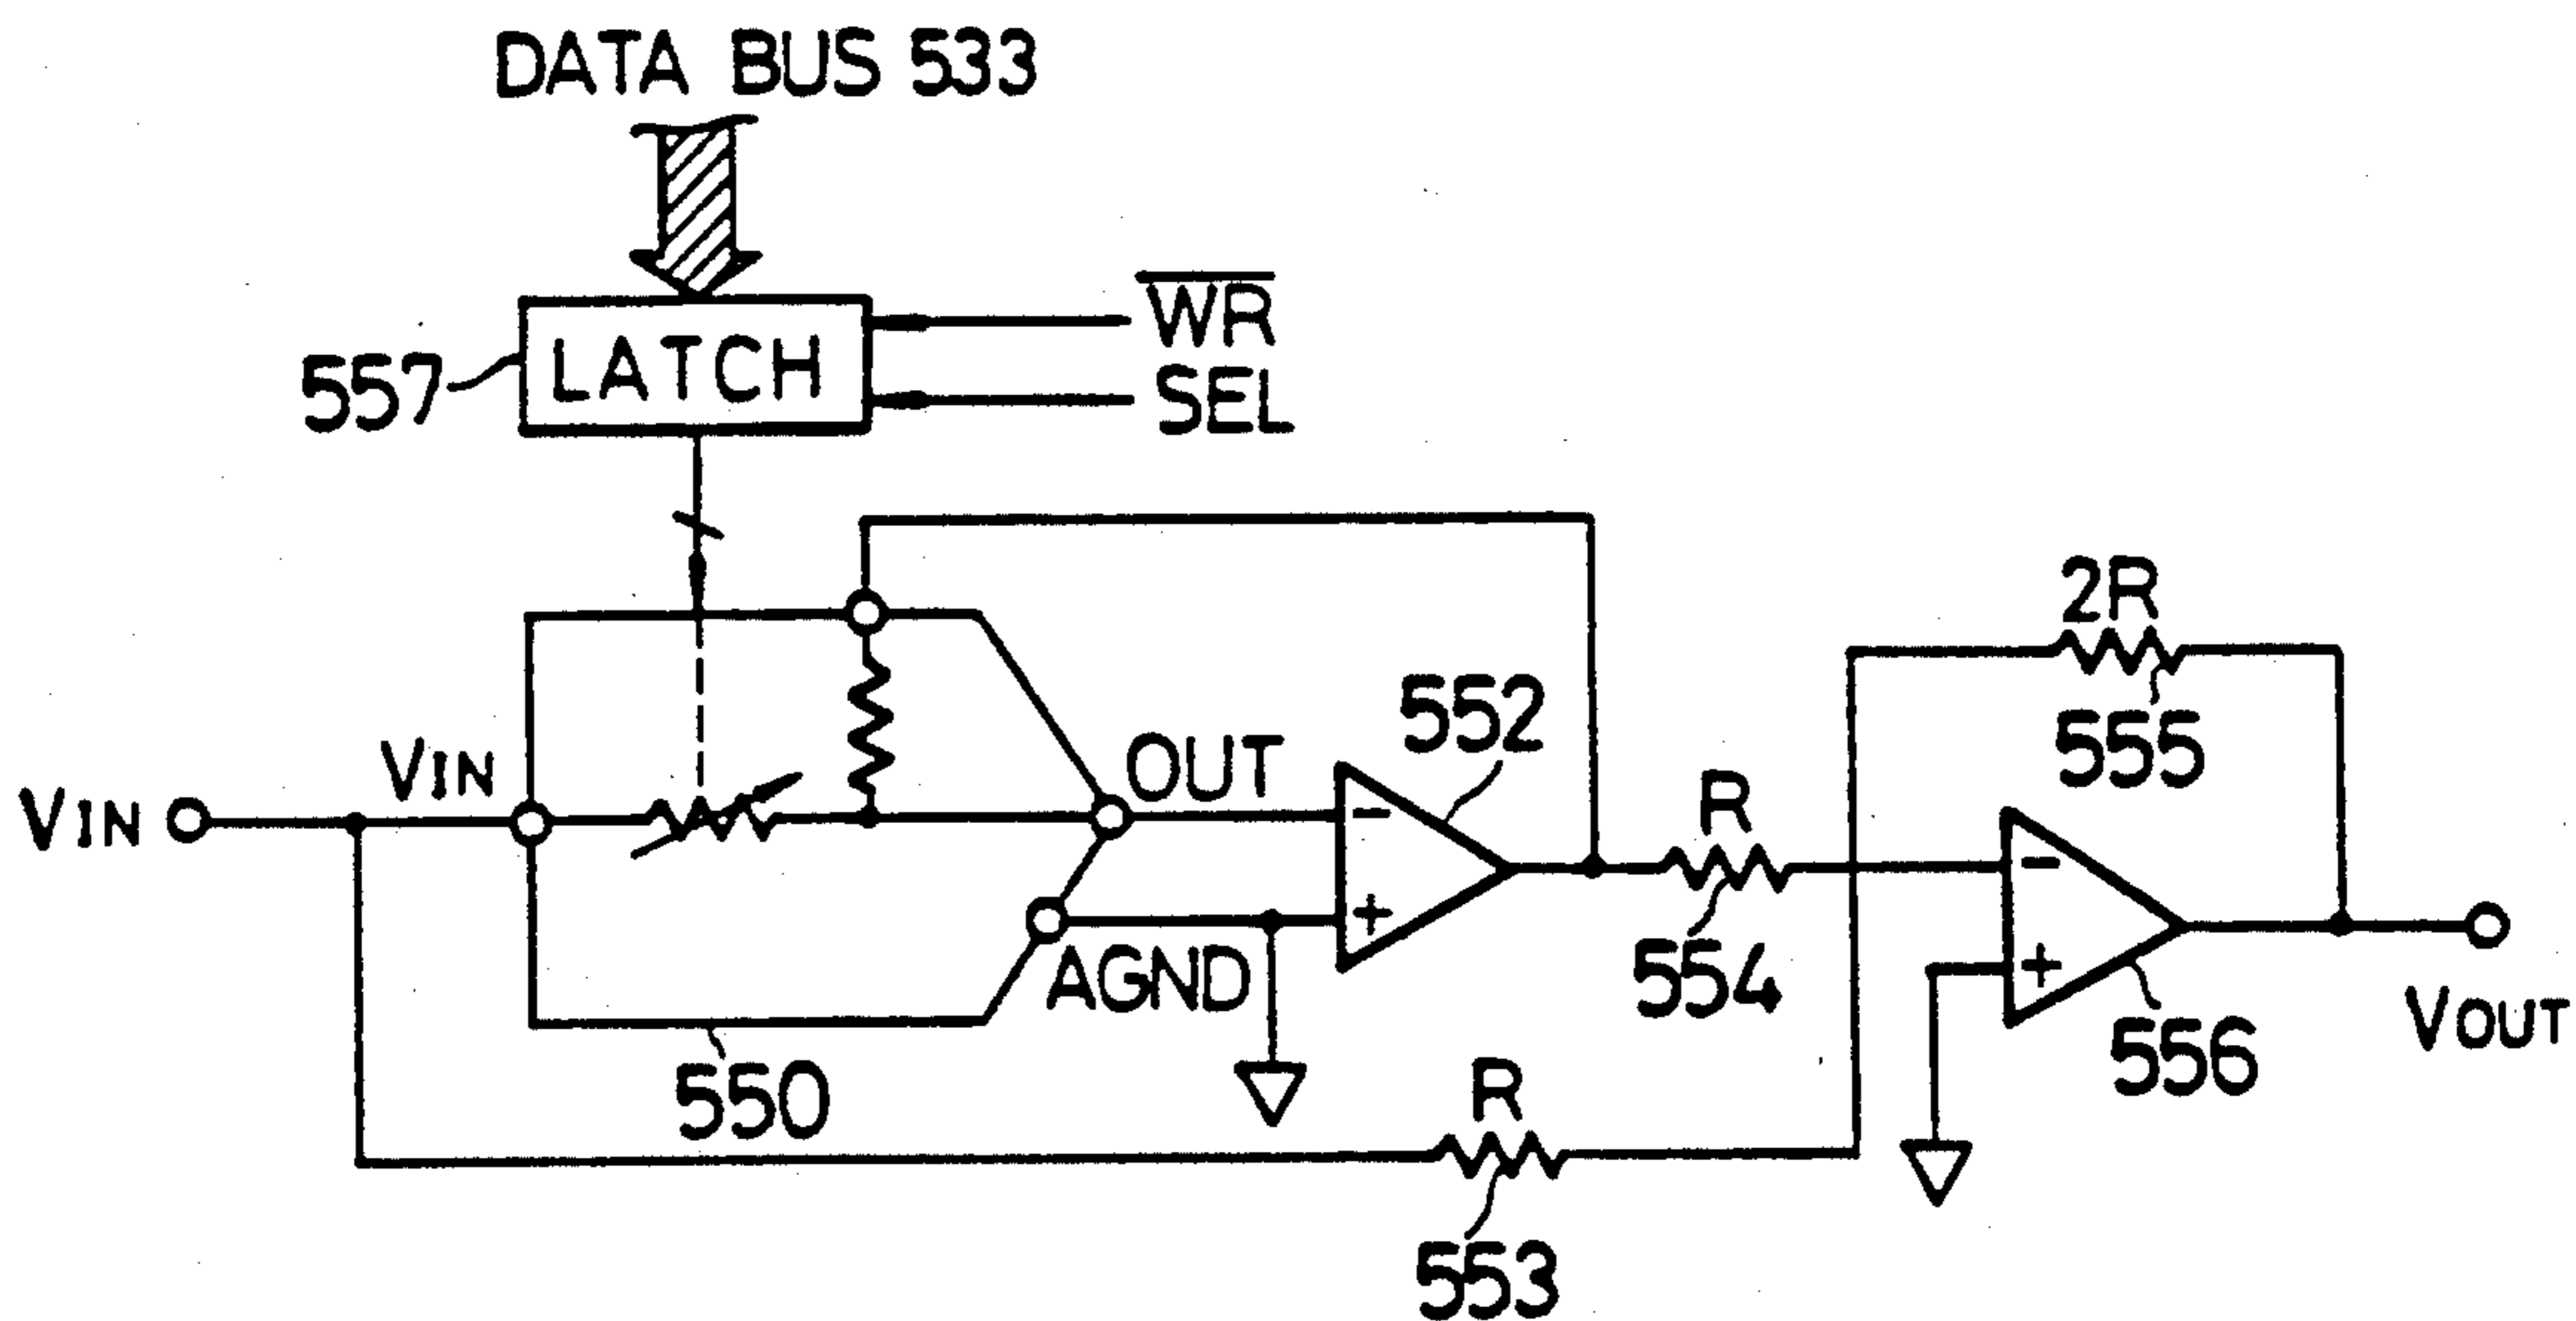 DATA BUS 533
WR
557
LATCH
SEL
2R
552
555
VIN
VIN
OUT
R
-
-
+
554
+
AGND
VOUT
550
R
556
553